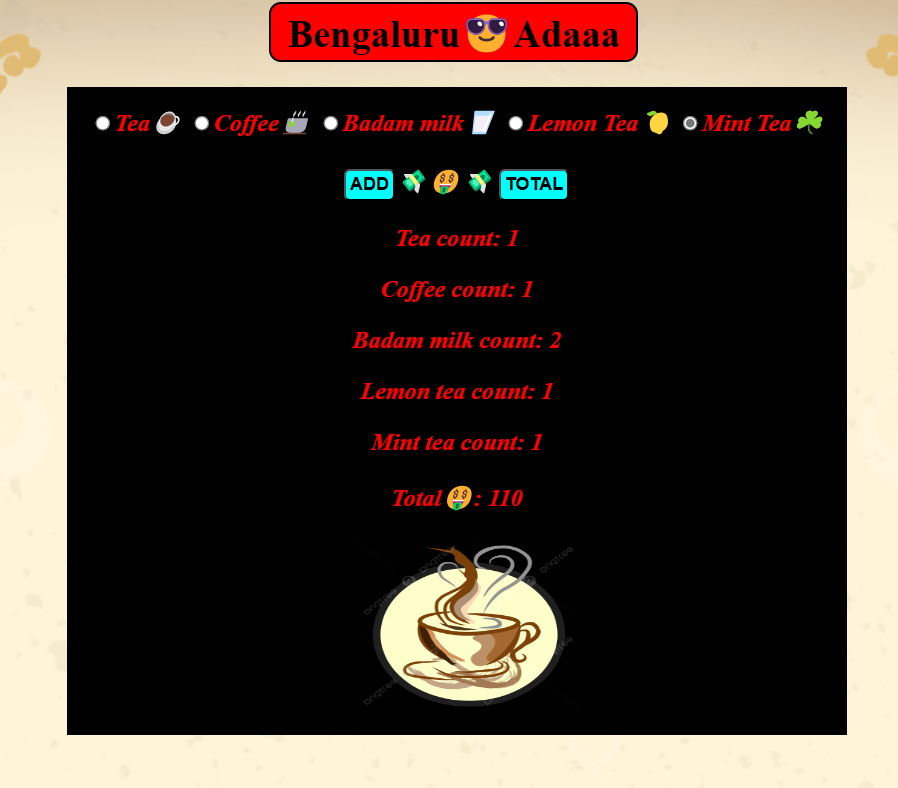 Bengaluru😎Adaaa
Tea ☕ Coffee Badam milk 🥛 Lemon Tea 🍋 Mint Tea ☘️
ADD 💸 🤑 💸 TOTAL
Tea count: 1
Coffee count: 1
Badam milk count: 2
Lemon tea count: 1
Mint tea count: 1
Total🤑: 110